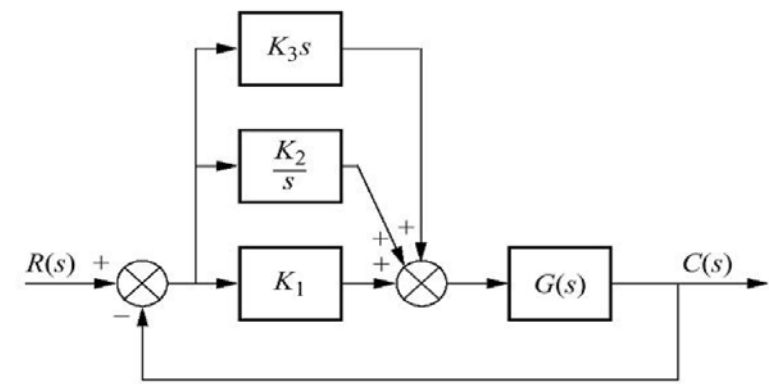 K₃s
K₂
s
R(s) + K₁ + + + G(s) C(s)
−